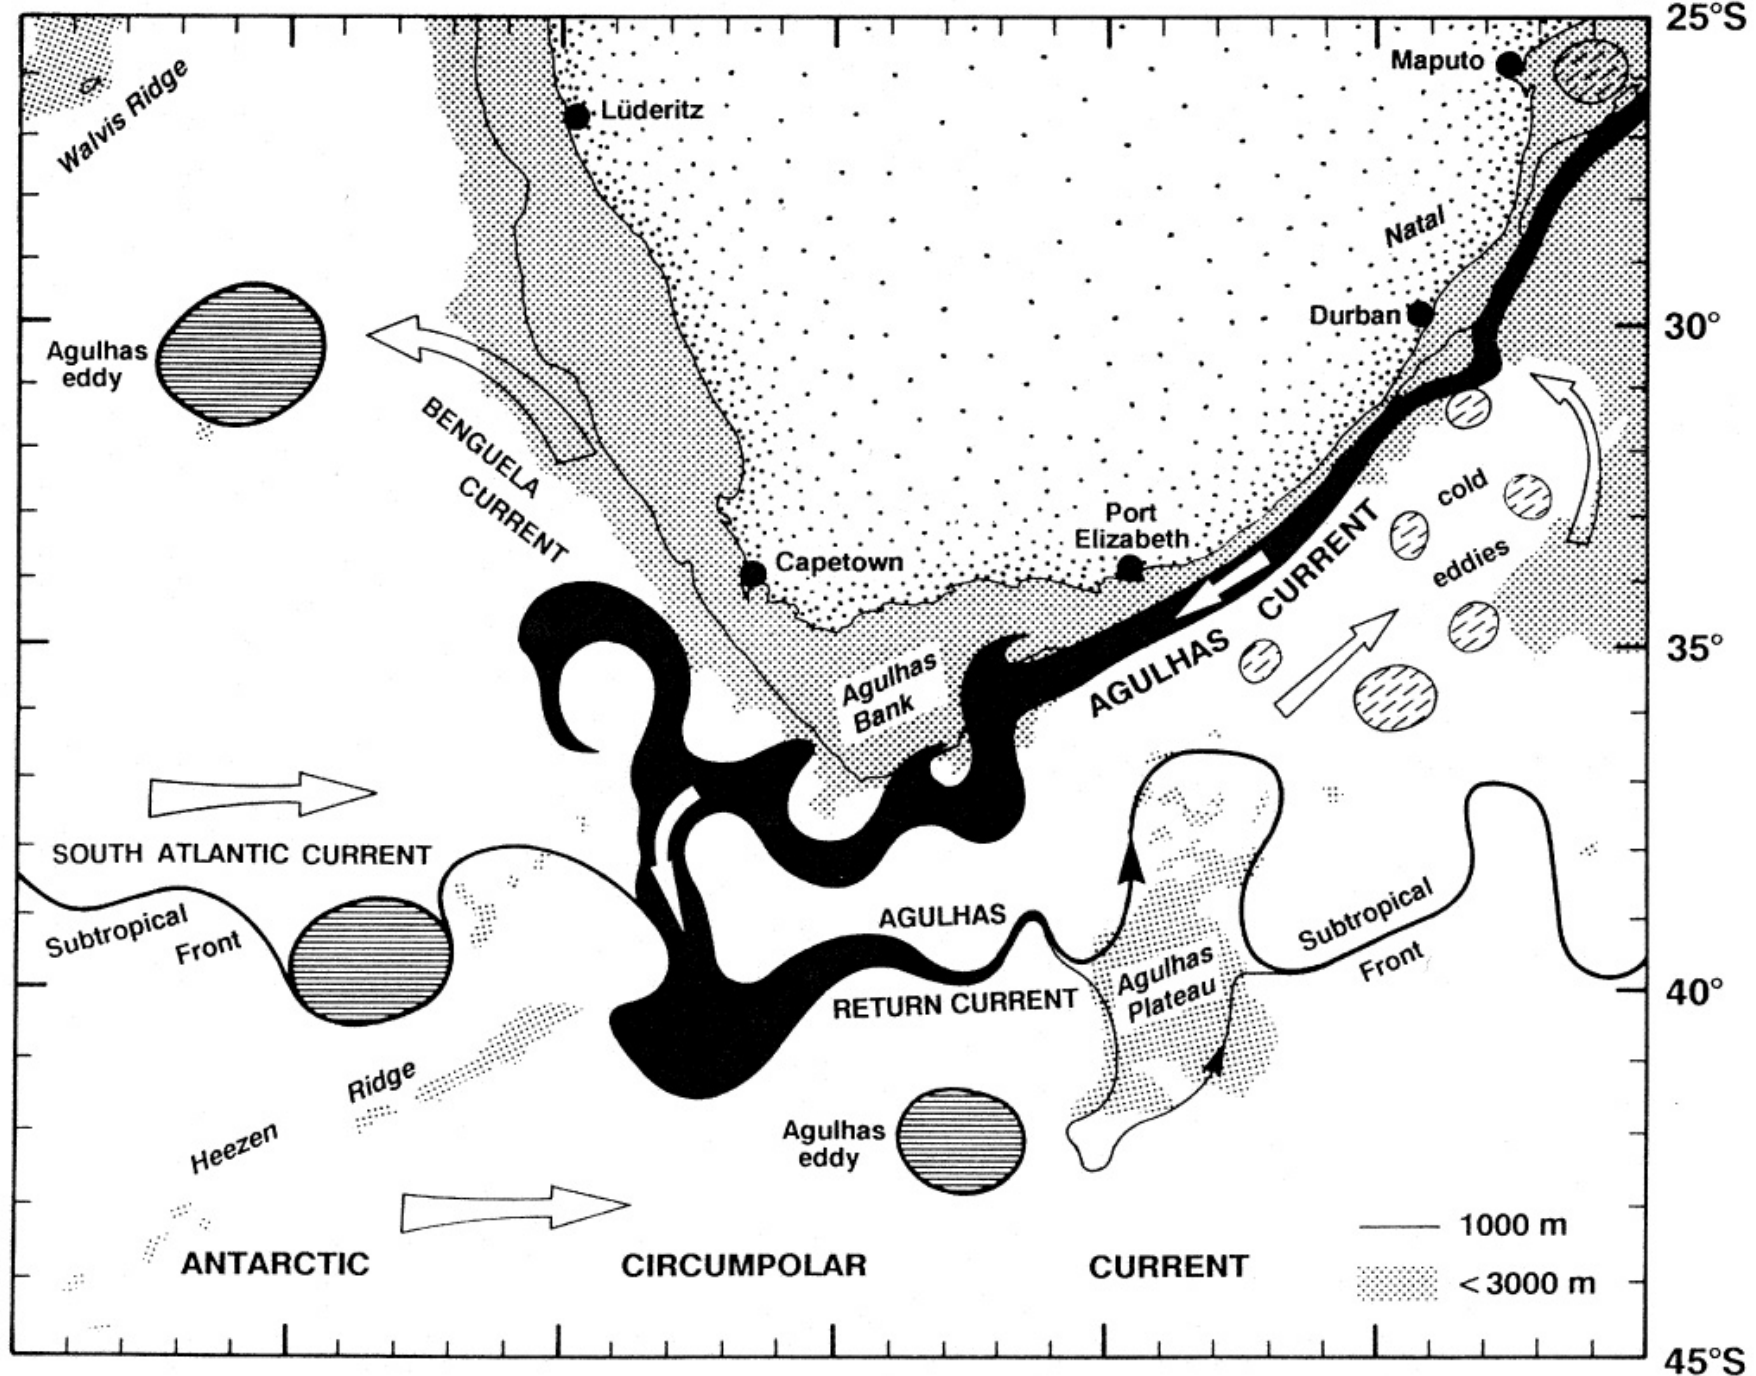 25°S
Maputo
Walvis Ridge
Lüderitz
Natal
Durban
30°
Agulhas
eddy
BENGUELA
CURRENT
cold
eddies
Port
Elizabeth
Capetown
AGULHAS CURRENT
35°
Agulhas
Bank
SOUTH ATLANTIC CURRENT
Subtropical
Front
AGULHAS
RETURN CURRENT
Agulhas
Plateau
Subtropical
Front
40°
Heezen Ridge
Agulhas
eddy
1000 m
ANTARCTIC CIRCUMPOLAR CURRENT
< 3000 m
45°S